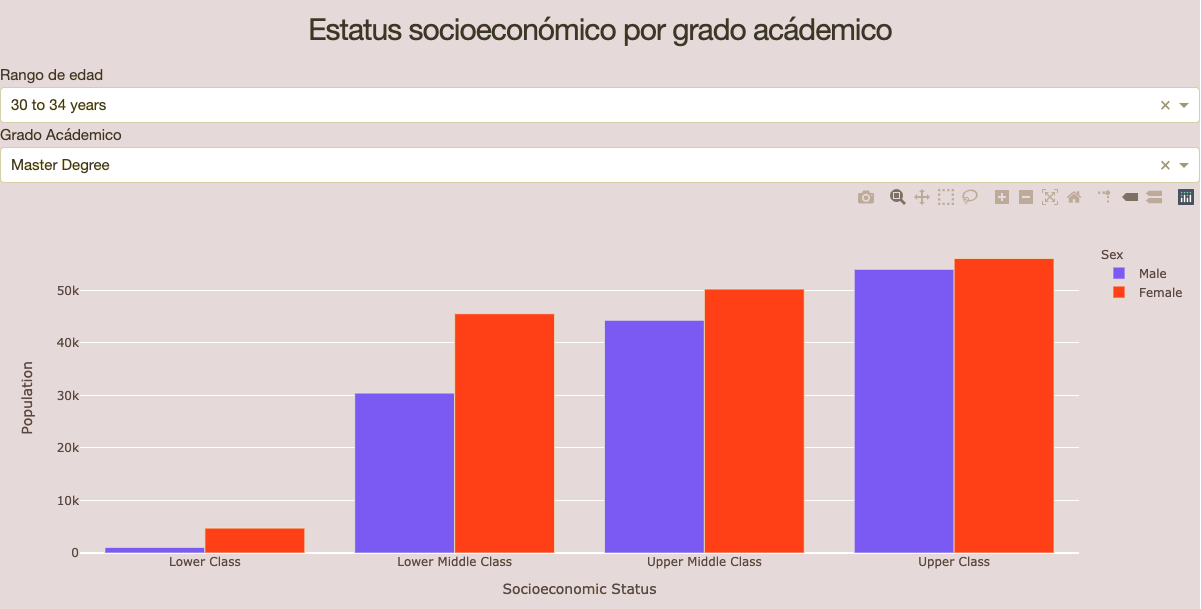 Estatus socioeconómico por grado acádemico
Rango de edad
30 to 34 years
Grado Acádemico
Master Degree
Sex
Male
Female
50k
40k
30k
20k
10k
0
Population
Lower Class
Lower Middle Class
Upper Middle Class
Upper Class
Socioeconomic Status